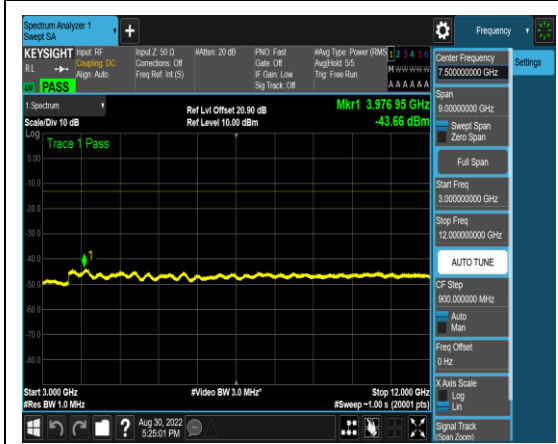 Spectrum Analyzer 1
Swept SA
+
Frequency
KEYSIGHT Input: RF
RL Coupling: DC
Align: Auto
PASS
Input Z: 50 Ω
Corrections: Off
Freq Ref: Int (S)
#Atten: 20 dB
PNO: Fast
Gate: Off
IF Gain: Low
Sig Track: Off
#Avg Type: Power (RMS)
Avg|Hold: 5/5
Trig: Free Run
1 2 3 4 5 6
M W W W W W
A A A A A A
1 Spectrum
Scale/Div 10 dB
Ref Lvl Offset 20.90 dB
Ref Level 10.00 dBm
Mkr1 3.976 95 GHz
-43.66 dBm
Log
Trace 1 Pass
0.00
-10.0
-20.0
-30.0
-40.0
-50.0
-60.0
-70.0
-80.0
1
Start 3.000 GHz
#Res BW 1.0 MHz
#Video BW 3.0 MHz*
Stop 12.000 GHz
#Sweep ~1.00 s (20001 pts)
Center Frequency
7.500000000 GHz
Settings
Span
9.00000000 GHz
Swept Span
Zero Span
Full Span
Start Freq
3.000000000 GHz
Stop Freq
12.000000000 GHz
AUTO TUNE
CF Step
900.000000 MHz
Auto
Man
Freq Offset
0 Hz
X Axis Scale
Log
Lin
Signal Track
(Span Zoom)
?
Aug 30, 2022
5:25:01 PM